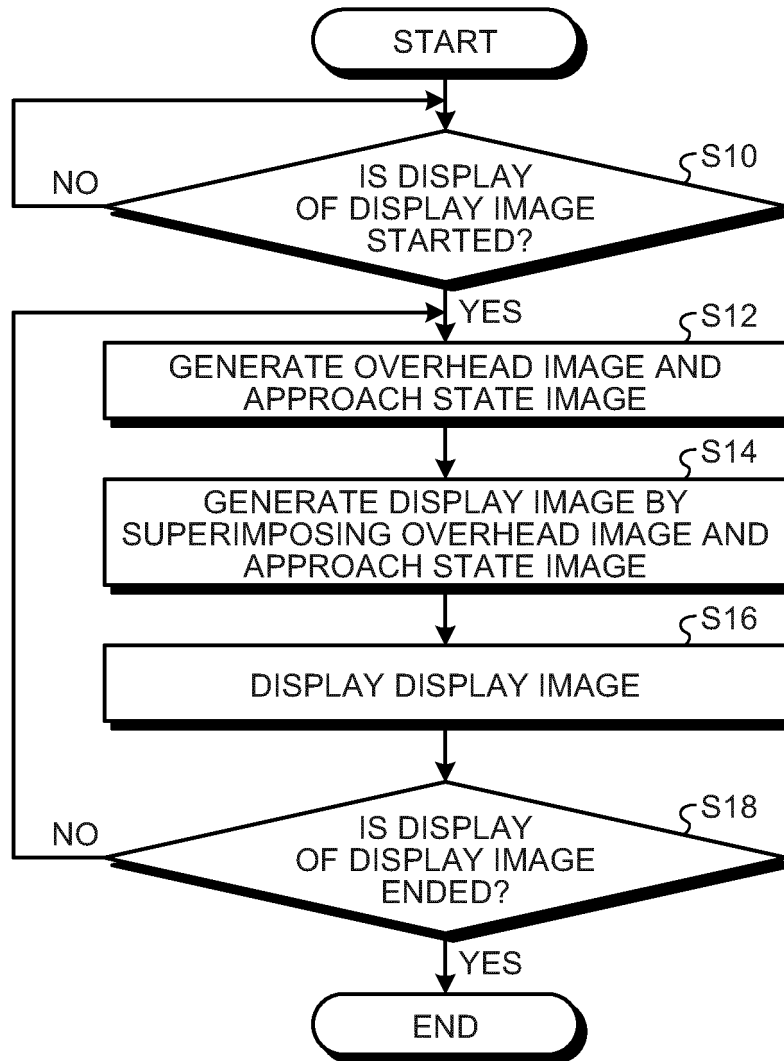 START
S10
IS DISPLAY
OF DISPLAY IMAGE
STARTED?
NO
YES
S12
GENERATE OVERHEAD IMAGE AND
APPROACH STATE IMAGE
S14
GENERATE DISPLAY IMAGE BY
SUPERIMPOSING OVERHEAD IMAGE AND
APPROACH STATE IMAGE
S16
DISPLAY DISPLAY IMAGE
S18
IS DISPLAY
OF DISPLAY IMAGE
ENDED?
NO
YES
END